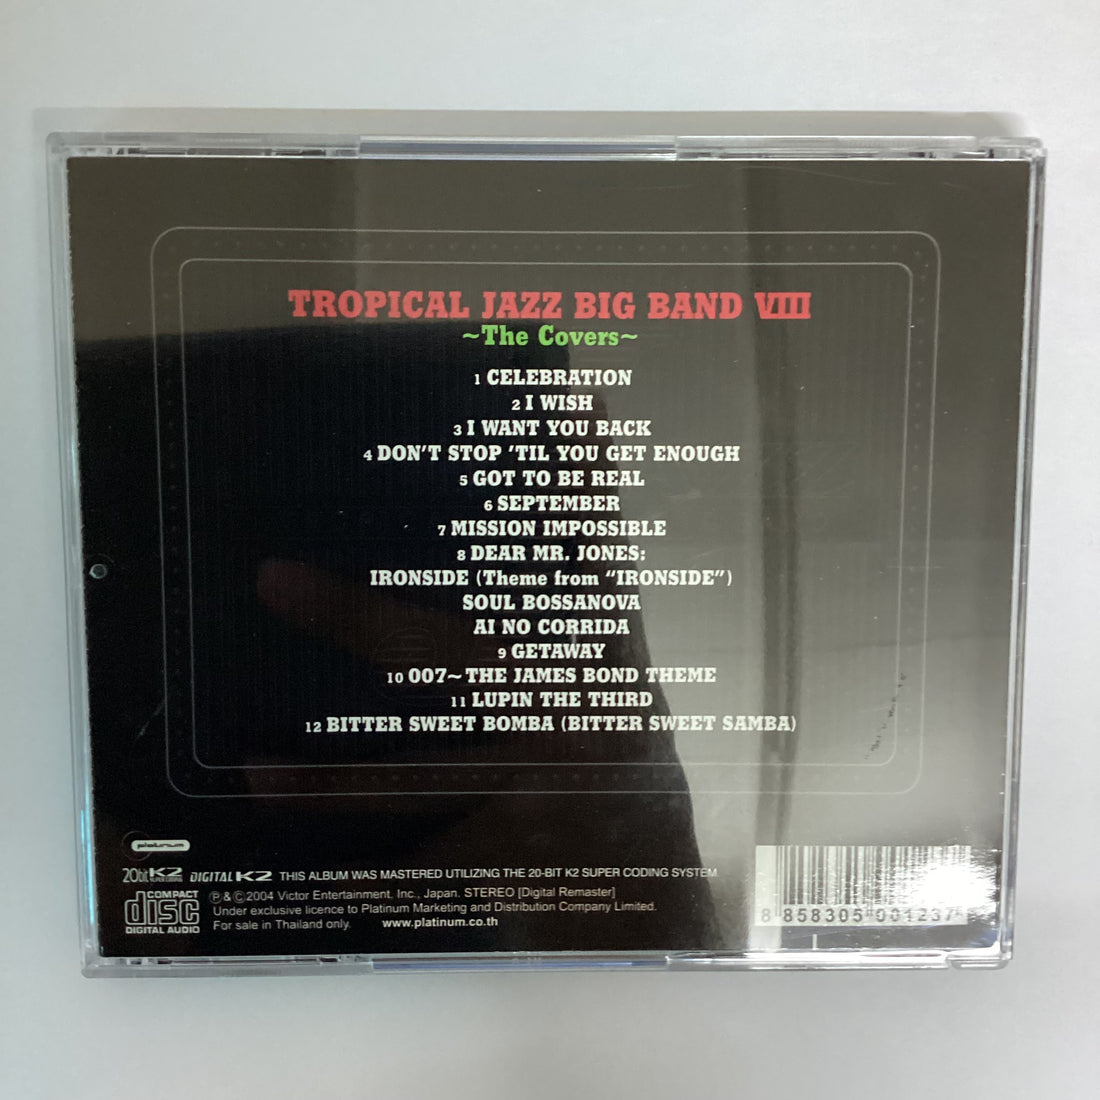 TROPICAL JAZZ BIG BAND VIII
~The Covers~
1 CELEBRATION
2 I WISH
3 I WANT YOU BACK
4 DON'T STOP 'TIL YOU GET ENOUGH
5 GOT TO BE REAL
6 SEPTEMBER
7 MISSION IMPOSSIBLE
8 DEAR MR. JONES:
IRONSIDE (Theme from "IRONSIDE")
SOUL BOSSANOVA
AI NO CORRIDA
9 GETAWAY
10 007~THE JAMES BOND THEME
11 LUPIN THE THIRD
12 BITTER SWEET BOMBA (BITTER SWEET SAMBA)
platinum
20bit K2 DIGITAL K2 THIS ALBUM WAS MASTERED UTILIZING THE 20-BIT K2 SUPER CODING SYSTEM
COMPACT disc DIGITAL AUDIO
Ⓟ&Ⓒ2004 Victor Entertainment, Inc., Japan. STEREO [Digital Remaster]
Under exclusive licence to Platinum Marketing and Distribution Company Limited.
For sale in Thailand only. www.platinum.co.th
8 858305 001237